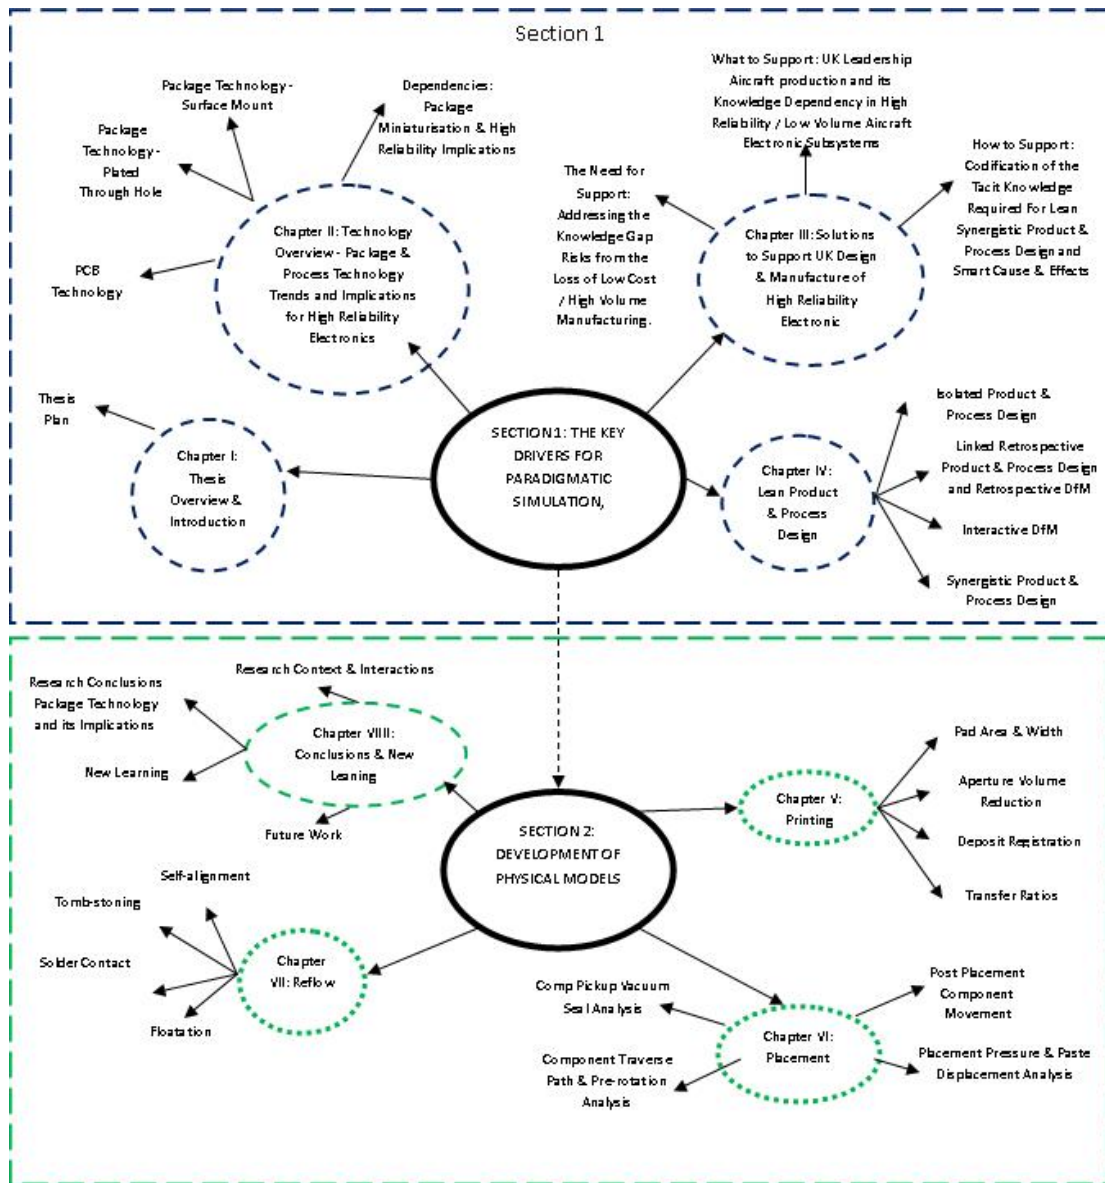 Section 1
Package Technology -
Surface Mount
Dependencies:
Package
Miniaturisation & High
Reliability Implications
Package
Technology -
Plated
Through Hole
PCB
Technology
Chapter II: Technology
Overview - Package &
Process Technology
Trends and Implications
for High Reliability
Electronics
What to Support: UK Leadership
Aircraft production and its
Knowledge Dependency in High
Reliability / Low Volume Aircraft
Electronic Subsystems
The Need for
Support:
Addressing the
Knowledge Gap
Risks from the
Loss of Low Cost
/ High Volume
Manufacturing.
How to Support:
Codification of the
Tacit Knowledge
Required For Lean
Synergistic Product &
Process Design and
Smart Cause & Effects
Chapter III: Solutions
to Support UK Design
& Manufacture of
High Reliability
Electronic
Thesis
Plan
Chapter I:
Thesis
Overview &
Introduction
SECTION 1: THE KEY
DRIVERS FOR
PARADIGMATIC
SIMULATION,
Chapter IV:
Lean Product
& Process
Design
Isolated Product &
Process Design
Linked Retrospective
Product & Process Design
and Retrospective DfM
Interactive DfM
Synergistic Product &
Process Design
Research Conclusions
Package Technology
and its Implications
Research Context & Interactions
New Learning
Chapter VIIII:
Conclusions & New
Leaning
Future Work
SECTION 2:
DEVELOPMENT OF
PHYSICAL MODELS
Chapter V:
Printing
Pad Area & Width
Aperture Volume
Reduction
Deposit Registration
Transfer Ratios
Self-alignment
Tomb-stoning
Solder Contact
Floatation
Chapter
VII: Reflow
Comp Pickup Vacuum
Seal Analysis
Component Traverse
Path & Pre-rotation
Analysis
Chapter VI:
Placement
Post Placement
Component
Movement
Placement Pressure & Paste
Displacement Analysis